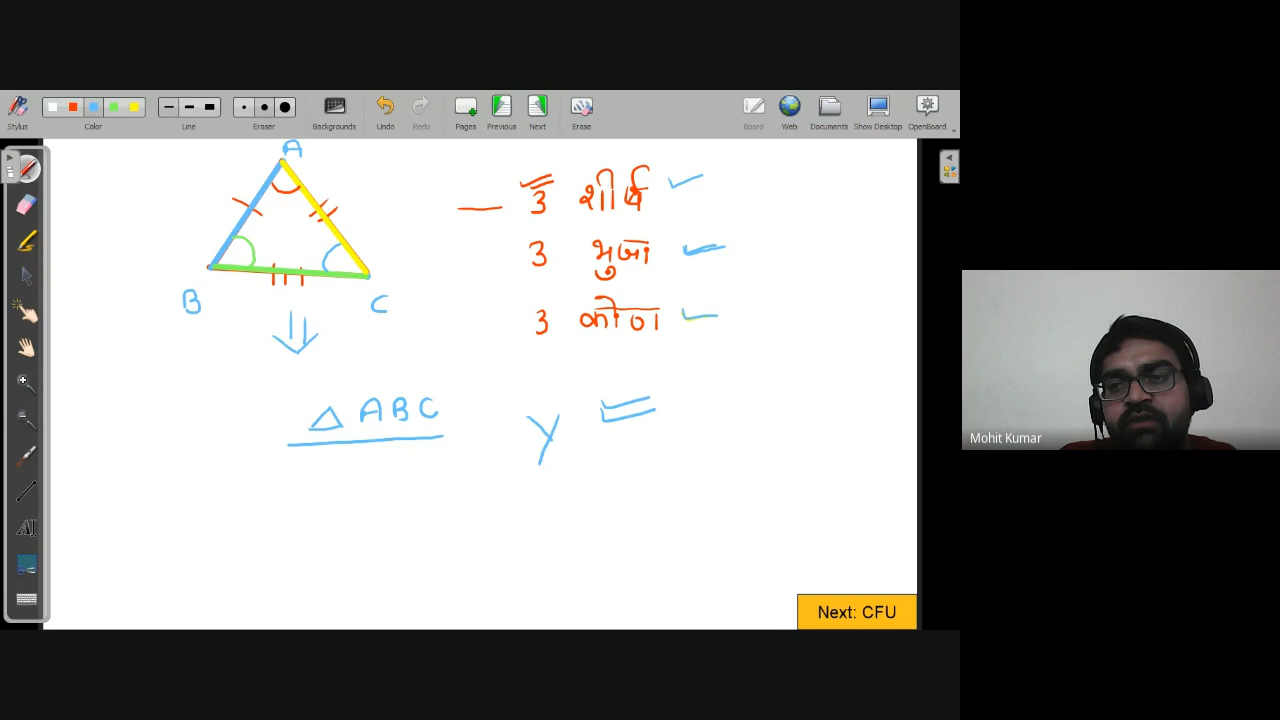 Stylus Color Line Eraser Backgrounds Undo Redo Pages Previous Next Erase Board Web Documents Show Desktop OpenBoard
A
3 शीर्ष
3 भुजा
B C
3 कोण
△ ABC y
Mohit Kumar
Next: CFU